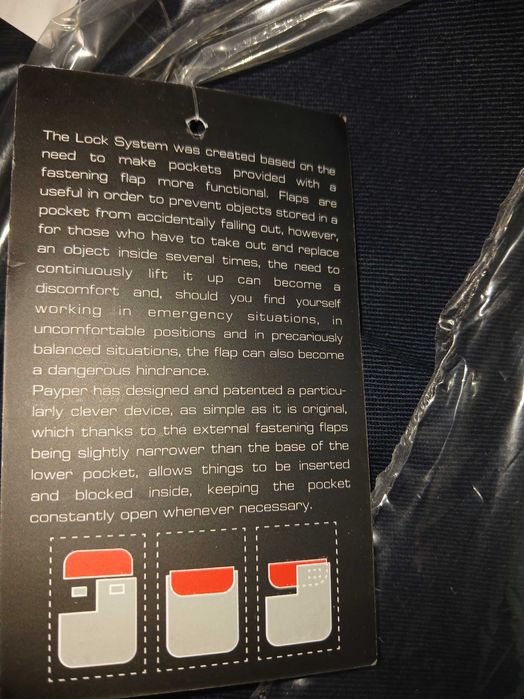 The Lock System was created based on the
need to make pockets provided with a
fastening flap more functional. Flaps are
useful in order to prevent objects stored in a
pocket from accidentally falling out, however,
for those who have to take out and replace
an object inside several times, the need to
continuously lift it up can become a
discomfort and, should you find yourself
working in emergency situations, in
uncomfortable positions and in precariously
balanced situations, the flap can also become
a dangerous hindrance.
Payper has designed and patented a particu-
larly clever device, as simple as it is original,
which thanks to the external fastening flaps
being slightly narrower than the base of the
lower pocket, allows things to be inserted
and blocked inside, keeping the pocket
constantly open whenever necessary.